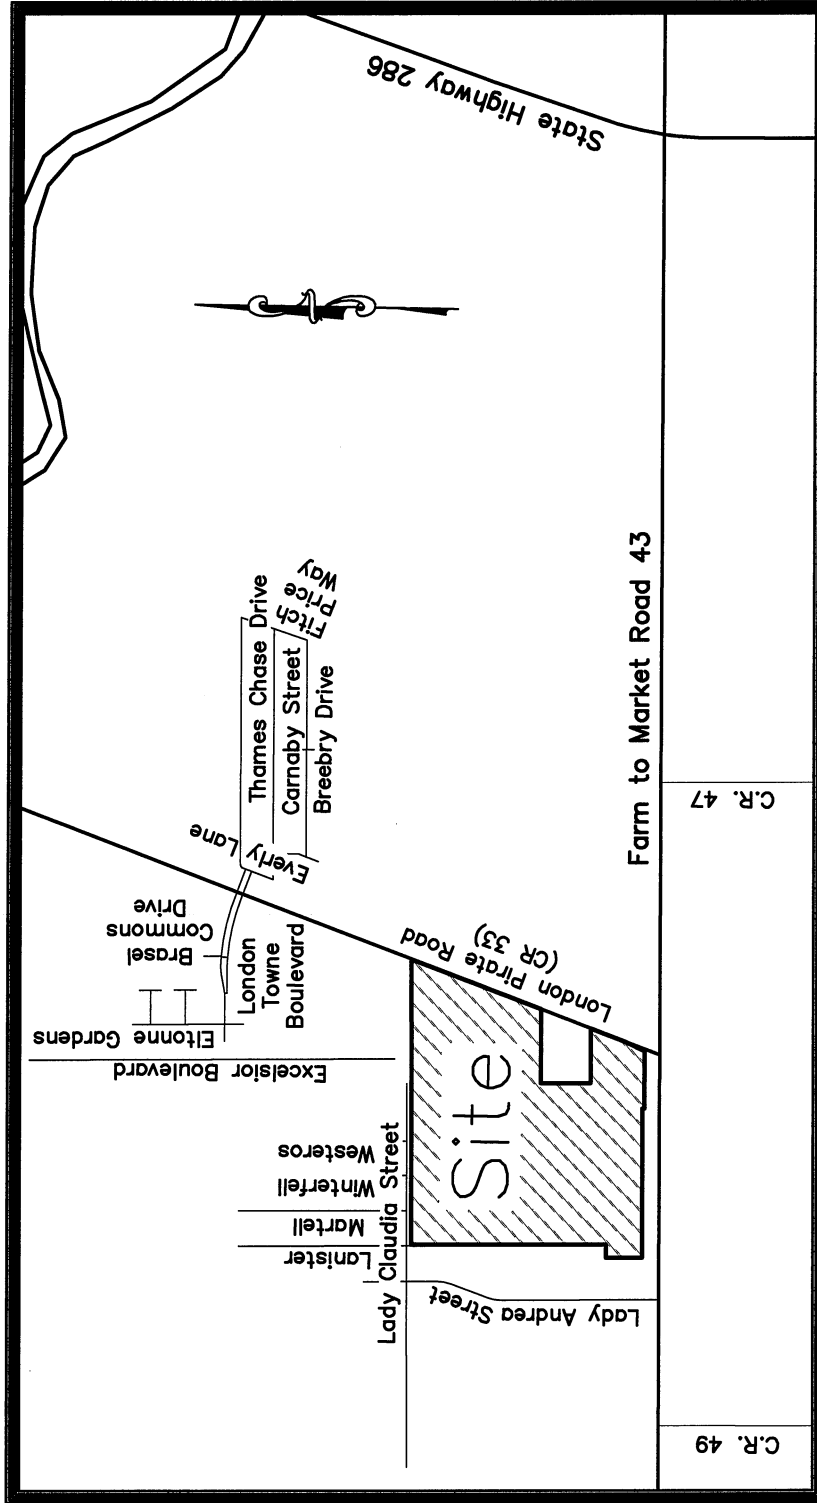 State Highway 286
Thames Chase Drive
Carnaby Street
Breebry Drive
Fitch
Price
Way
Everly Lane
Brasel
Commons
Drive
London
Towne
Boulevard
Eltonne Gardens
Excelsior Boulevard
London Pirate Road
(CR 33)
Farm to Market Road 43
C.R. 47
Site
Westeros
Winterfell
Martell
Lanister
Lady Claudia Street
Lady Andrea Street
C.R. 49
N